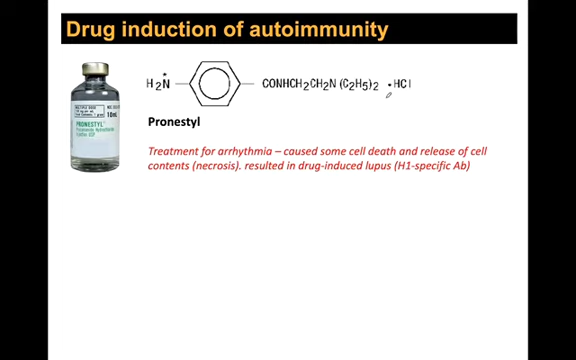 Drug induction of autoimmunity
H₂N — CONHCH₂CH₂N (C₂H₅)₂ • HCl
PRONESTYL
10mL
Pronestyl
Treatment for arrhythmia – caused some cell death and release of cell
contents (necrosis). resulted in drug-induced lupus (H1-specific Ab)